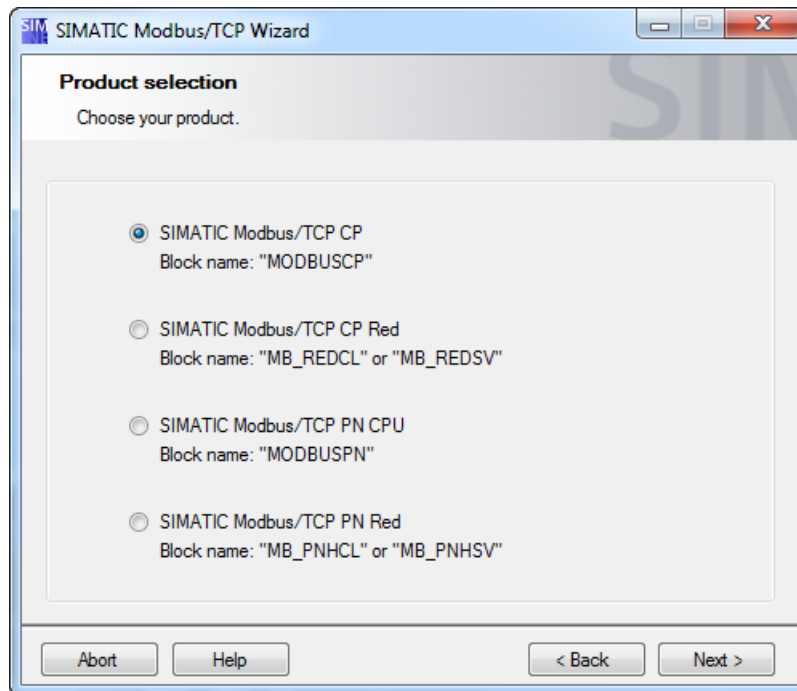 SIMATIC Modbus/TCP Wizard
Product selection
Choose your product.
SIMATIC Modbus/TCP CP
Block name: "MODBUSCP"
SIMATIC Modbus/TCP CP Red
Block name: "MB_REDCL" or "MB_REDSV"
SIMATIC Modbus/TCP PN CPU
Block name: "MODBUSPN"
SIMATIC Modbus/TCP PN Red
Block name: "MB_PNHCL" or "MB_PNHSV"
Abort Help < Back Next >